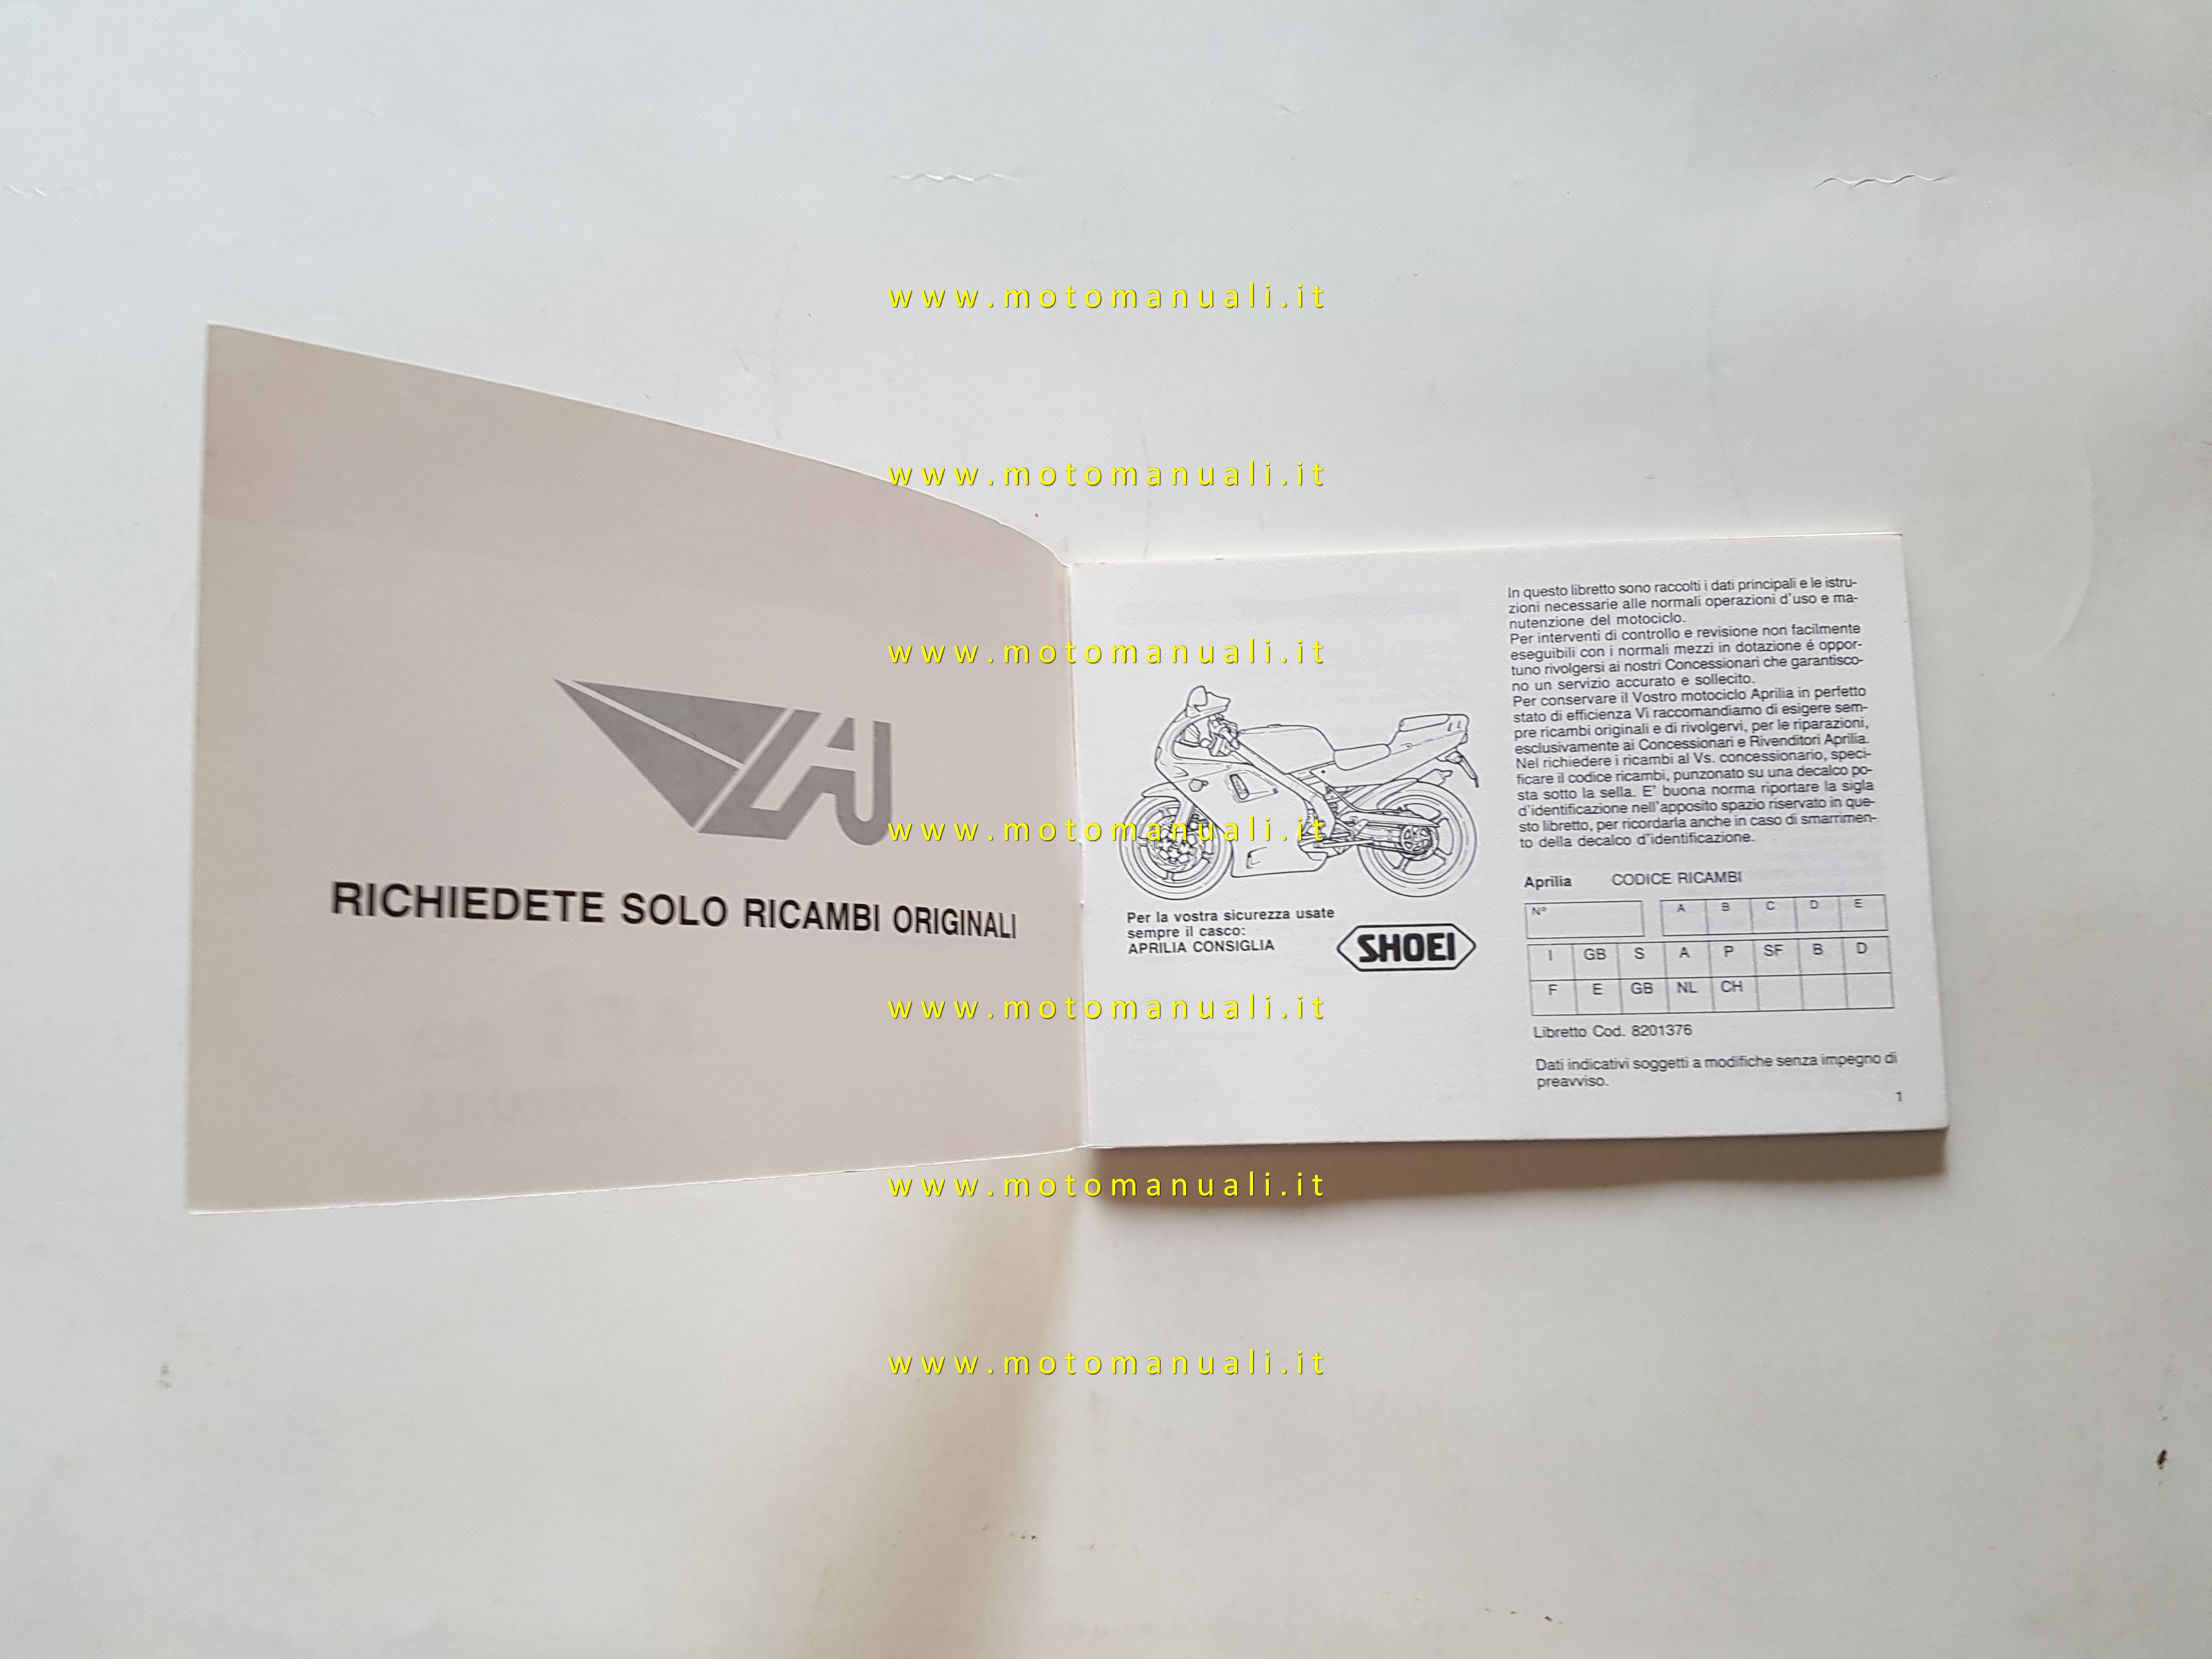 www.motomanuali.it
www.motomanuali.it
www.motomanuali.it
www.motomanuali.it
www.motomanuali.it
www.motomanuali.it
www.motomanuali.it
RICHIEDETE SOLO RICAMBI ORIGINALI
Per la vostra sicurezza usate
sempre il casco:
APRILIA CONSIGLIA
SHOEI
In questo libretto sono raccolti i dati principali e le istru-
zioni necessarie alle normali operazioni d'uso e ma-
nutenzione del motociclo.
Per interventi di controllo e revisione non facilmente
eseguibili con i normali mezzi in dotazione é oppor-
tuno rivolgersi ai nostri Concessionari che garantisco-
no un servizio accurato e sollecito.
Per conservare il Vostro motociclo Aprilia in perfetto
stato di efficienza Vi raccomandiamo di esigere sem-
pre ricambi originali e di rivolgervi, per le riparazioni,
esclusivamente ai Concessionari e Rivenditori Aprilia.
Nel richiedere i ricambi al Vs. concessionario, speci-
ficare il codice ricambi, punzonato su una decalco po-
sta sotto la sella. E' buona norma riportare la sigla
d'identificazione nell'apposito spazio riservato in que-
sto libretto, per ricordarla anche in caso di smarrimen-
to della decalco d'identificazione.
Aprilia CODICE RICAMBI
N° A B C D E
I GB S A P SF B D
F E GB NL CH
Libretto Cod. 8201376
Dati indicativi soggetti a modifiche senza impegno di
preavviso.
1